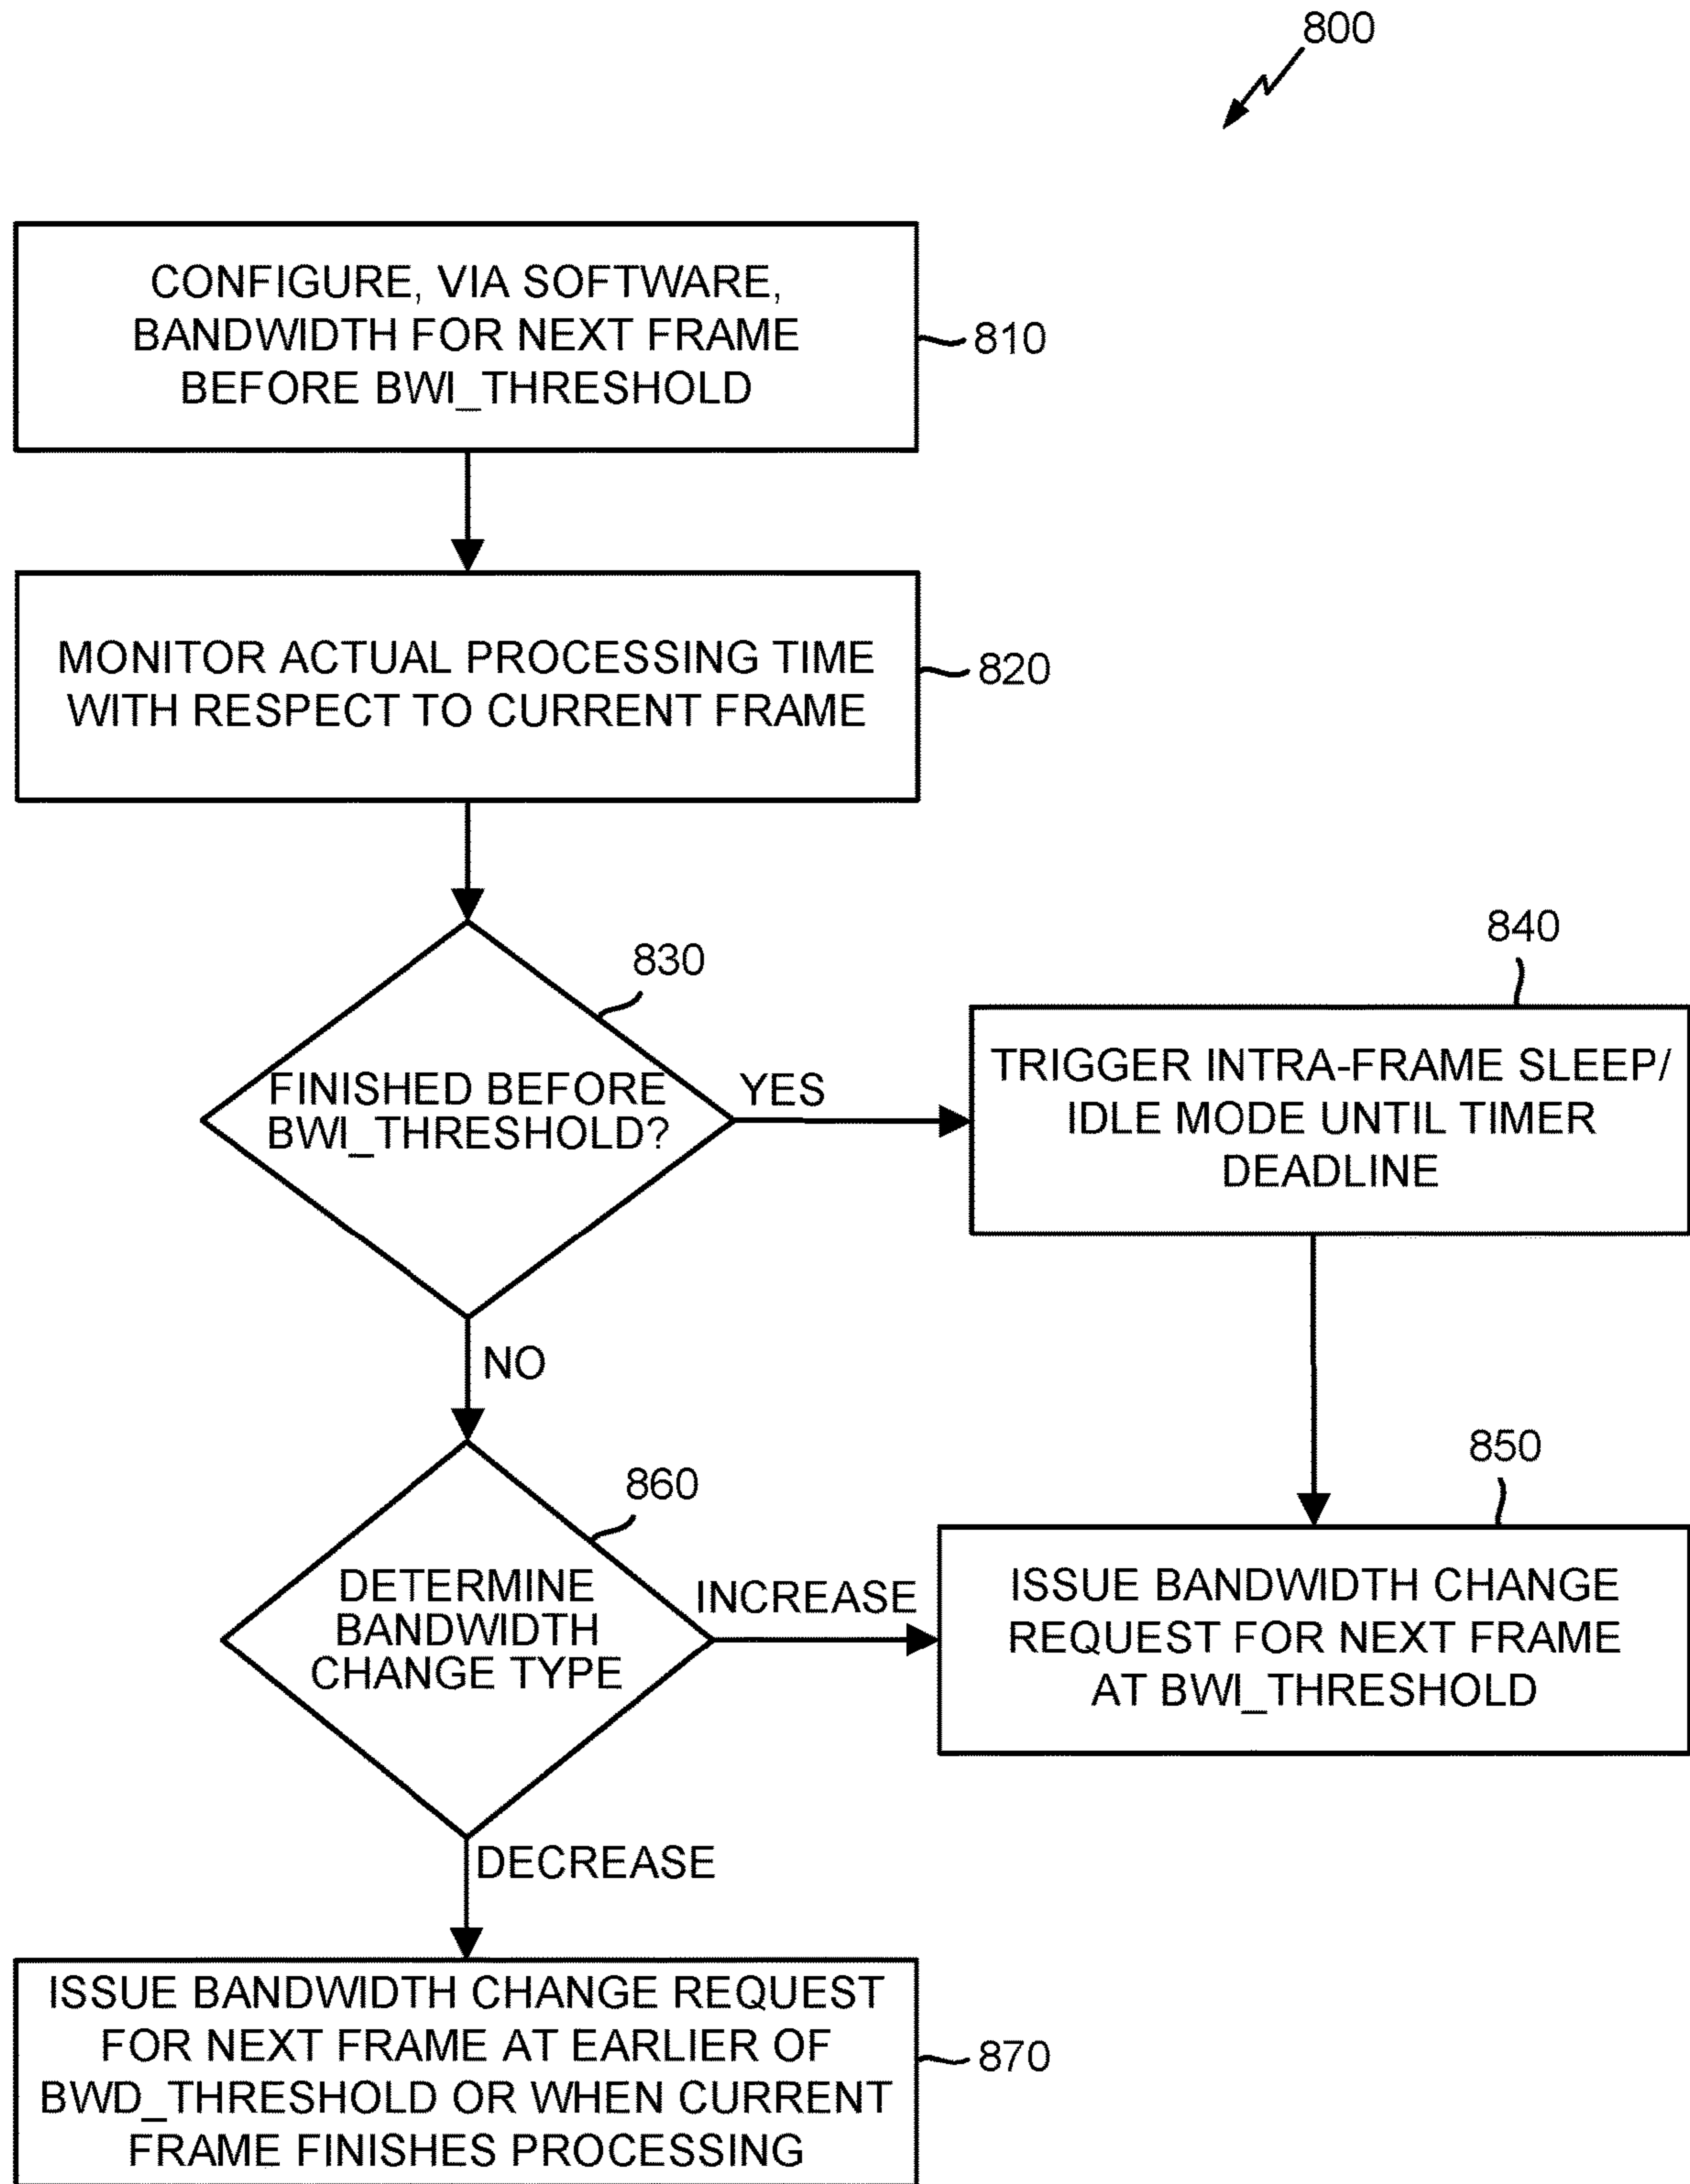 800
CONFIGURE, VIA SOFTWARE,
BANDWIDTH FOR NEXT FRAME
BEFORE BWI_THRESHOLD
810
MONITOR ACTUAL PROCESSING TIME
WITH RESPECT TO CURRENT FRAME
820
830
FINISHED BEFORE
BWI_THRESHOLD?
YES
840
TRIGGER INTRA-FRAME SLEEP/
IDLE MODE UNTIL TIMER
DEADLINE
NO
850
ISSUE BANDWIDTH CHANGE
REQUEST FOR NEXT FRAME
AT BWI_THRESHOLD
860
DETERMINE
BANDWIDTH
CHANGE TYPE
INCREASE
DECREASE
ISSUE BANDWIDTH CHANGE REQUEST
FOR NEXT FRAME AT EARLIER OF
BWD_THRESHOLD OR WHEN CURRENT
FRAME FINISHES PROCESSING
870